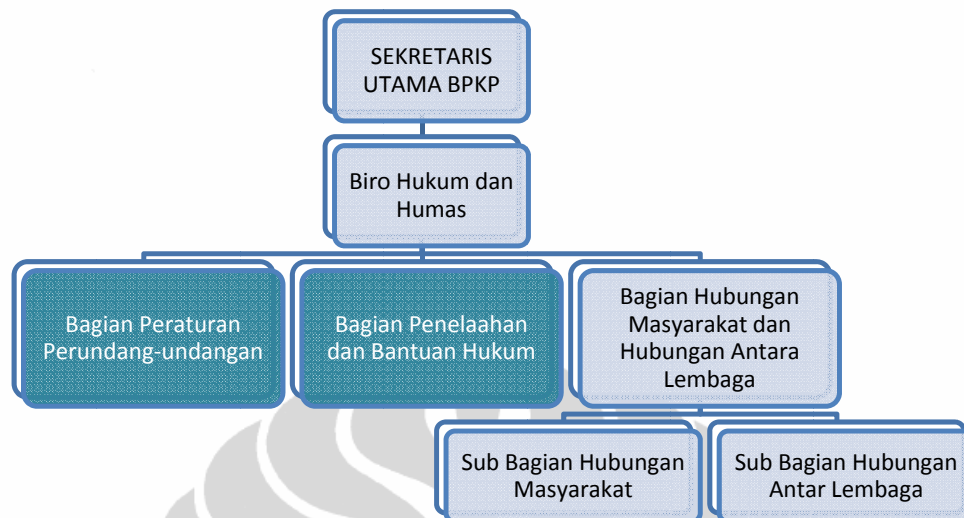 SEKRETARIS
UTAMA BPKP
Biro Hukum dan
Humas
Bagian Peraturan
Perundang-undangan
Bagian Penelaahan
dan Bantuan Hukum
Bagian Hubungan
Masyarakat dan
Hubungan Antara
Lembaga
Sub Bagian Hubungan
Masyarakat
Sub Bagian Hubungan
Antar Lembaga